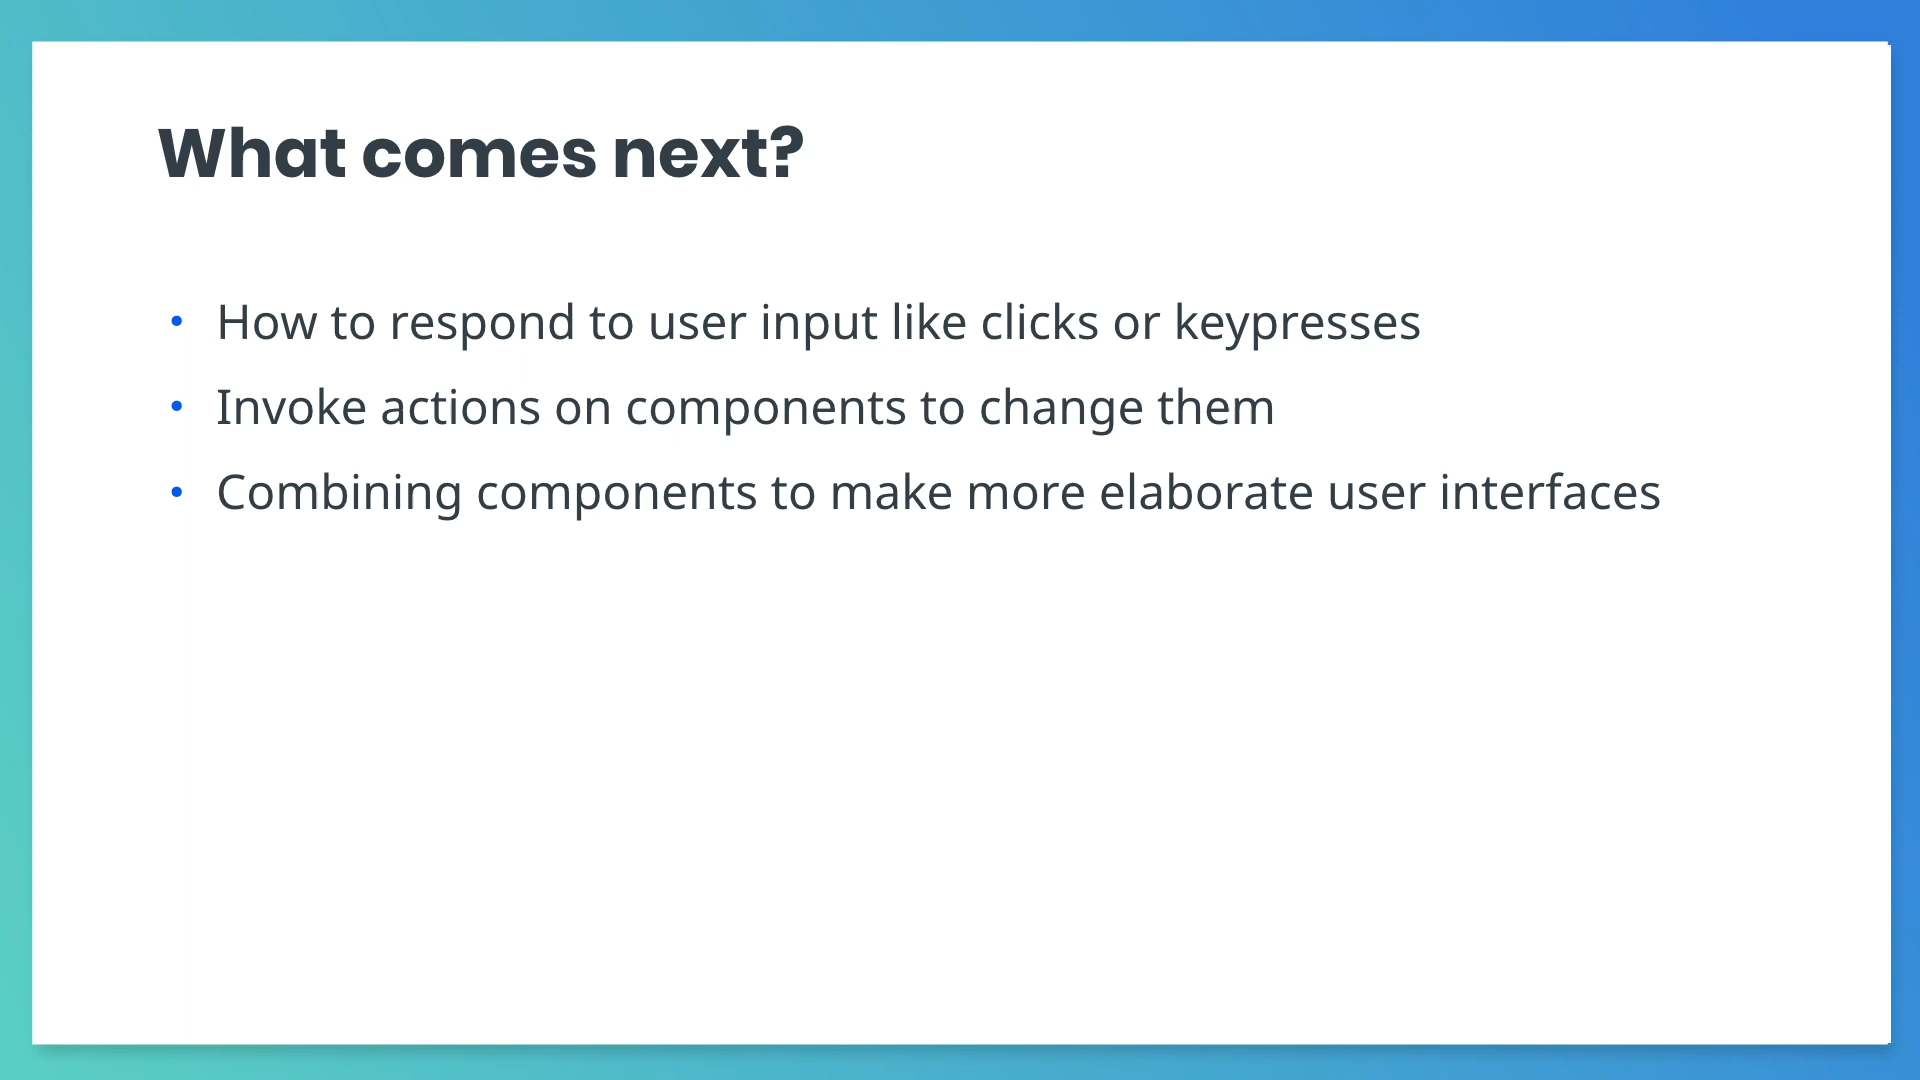 What comes next?
• How to respond to user input like clicks or keypresses
• Invoke actions on components to change them
• Combining components to make more elaborate user interfaces